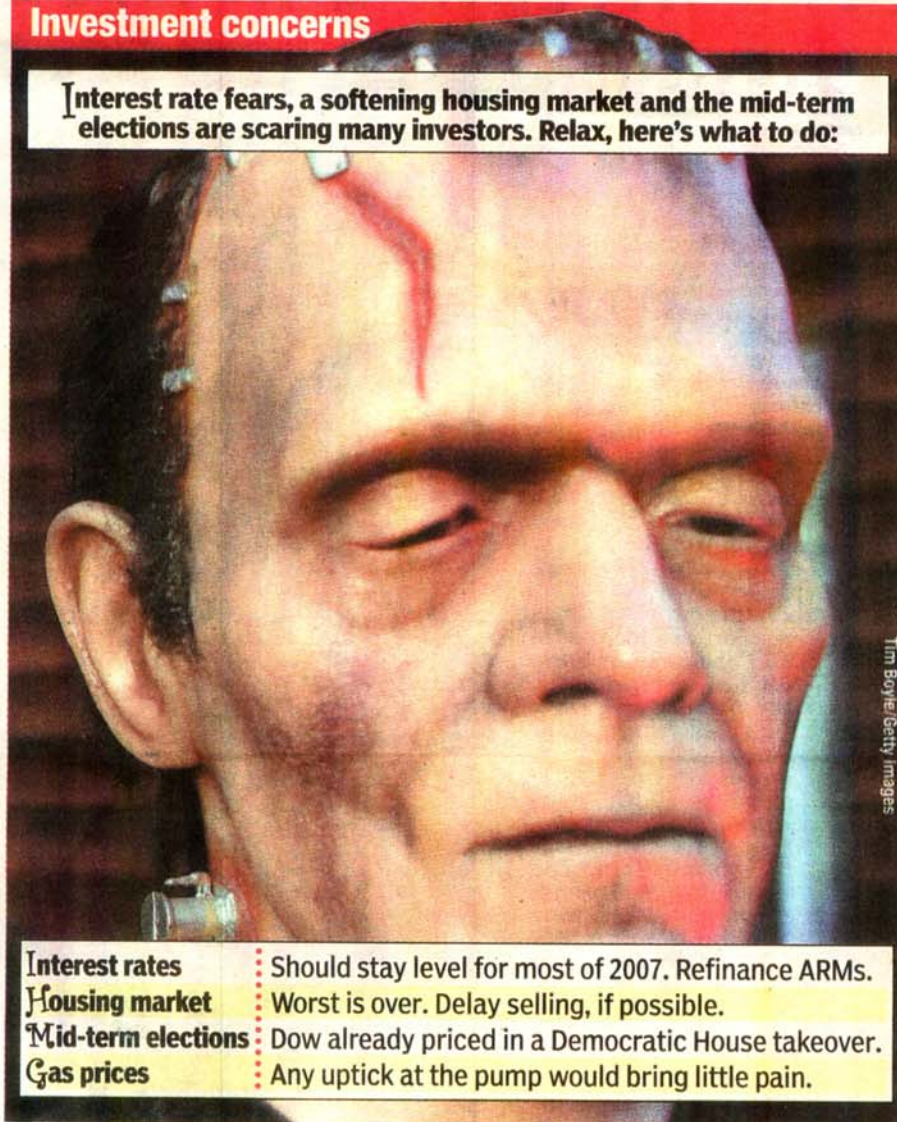 Investment concerns
Interest rate fears, a softening housing market and the mid-term
elections are scaring many investors. Relax, here's what to do:
Tim Boyle/Getty Images
Interest rates Should stay level for most of 2007. Refinance ARMs.
Housing market Worst is over. Delay selling, if possible.
Mid-term elections Dow already priced in a Democratic House takeover.
Gas prices Any uptick at the pump would bring little pain.